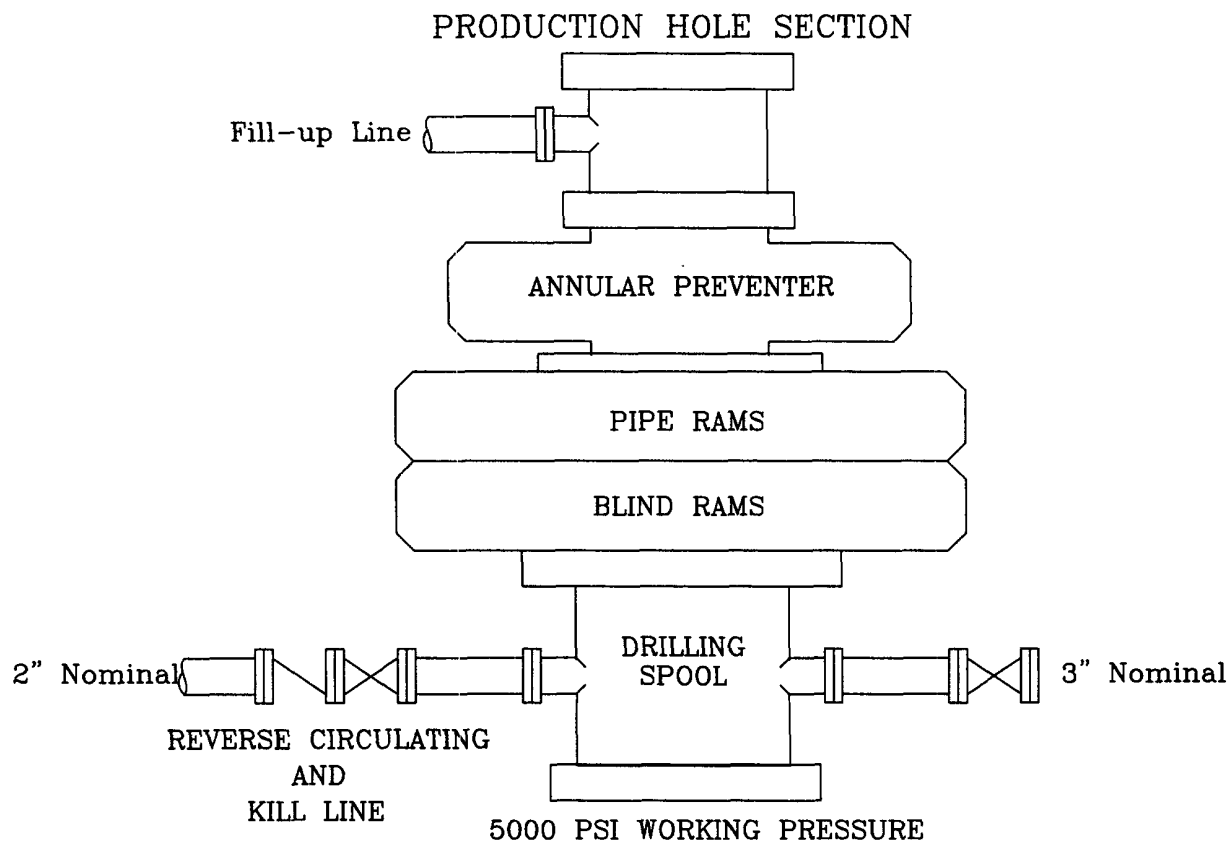 PRODUCTION HOLE SECTION
Fill-up Line
ANNULAR PREVENTER
PIPE RAMS
BLIND RAMS
2" Nominal
DRILLING
SPOOL
3" Nominal
REVERSE CIRCULATING
AND
KILL LINE
5000 PSI WORKING PRESSURE